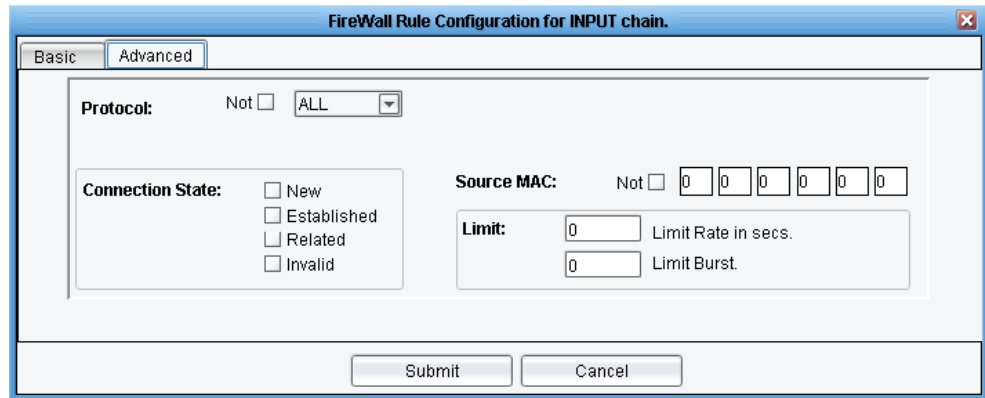 FireWall Rule Configuration for INPUT chain.
Basic Advanced
Protocol: Not ALL
Connection State:
New
Established
Related
Invalid
Source MAC: Not 0 0 0 0 0 0
Limit: 0 Limit Rate in secs.
0 Limit Burst.
Submit Cancel